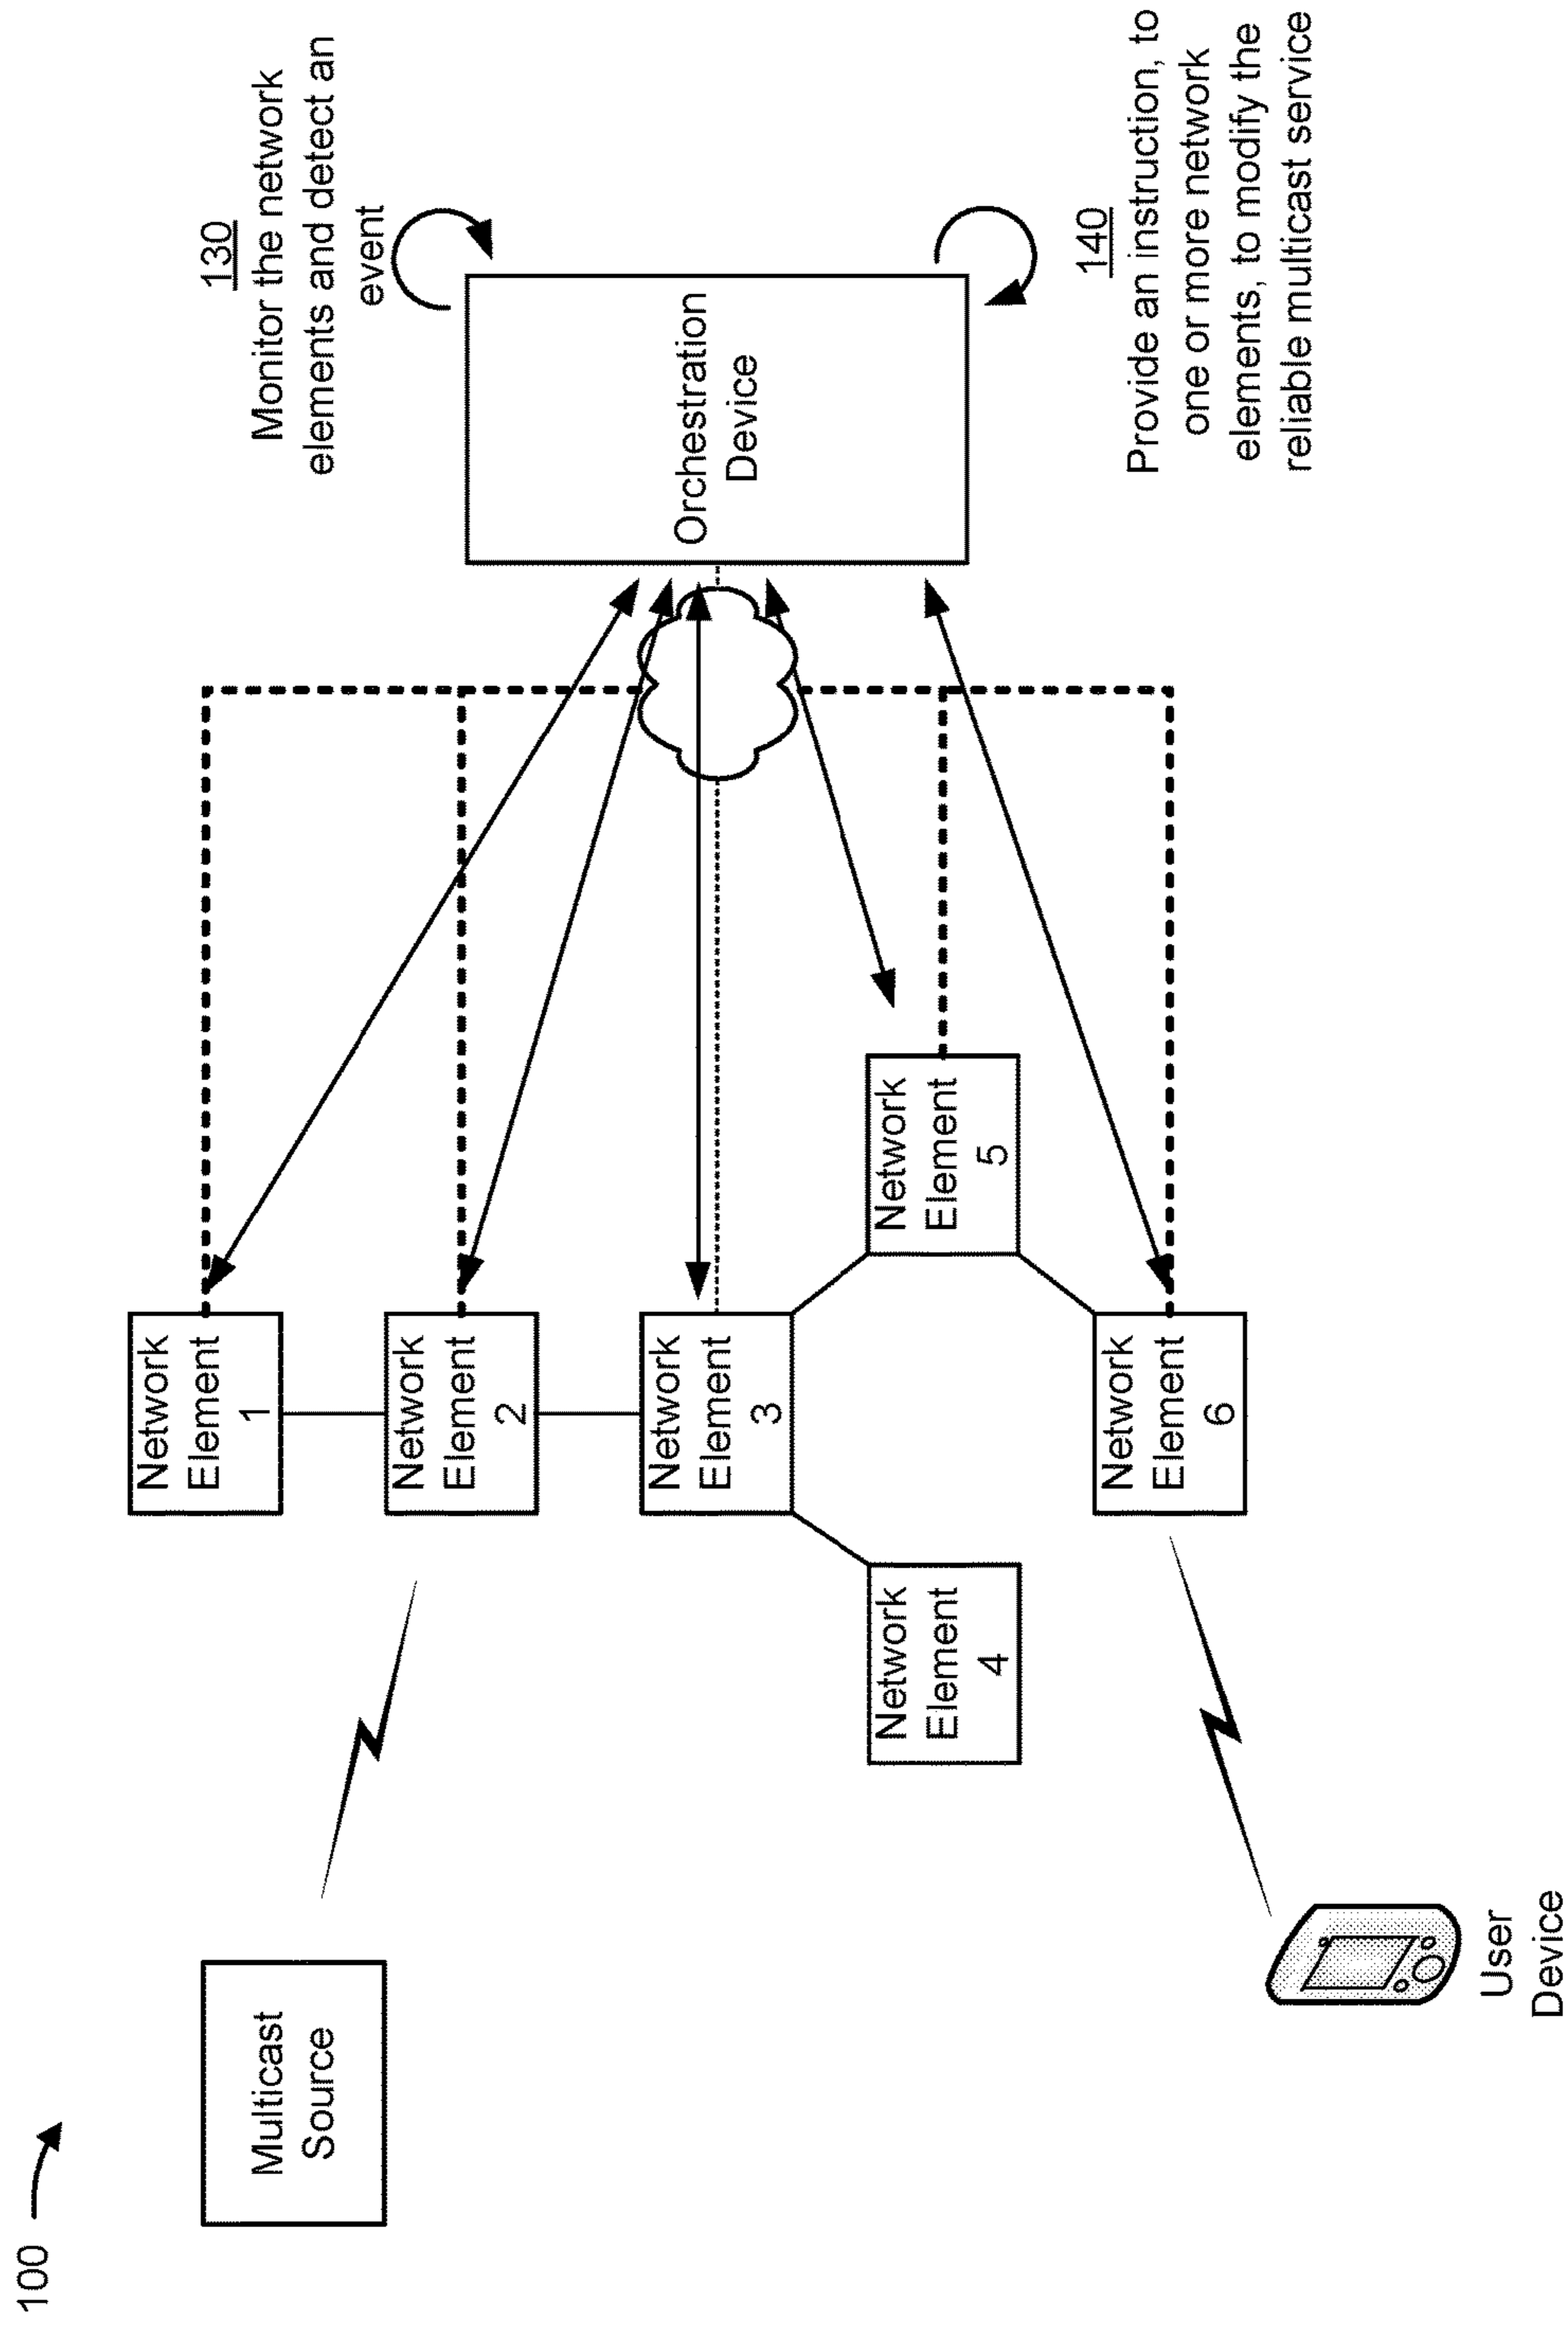 100
Multicast
Source
User
Device
Network
Element
1
Network
Element
2
Network
Element
3
Network
Element
4
Network
Element
5
Network
Element
6
Orchestration
Device
130
Monitor the network
elements and detect an
event
140
Provide an instruction, to
one or more network
elements, to modify the
reliable multicast service